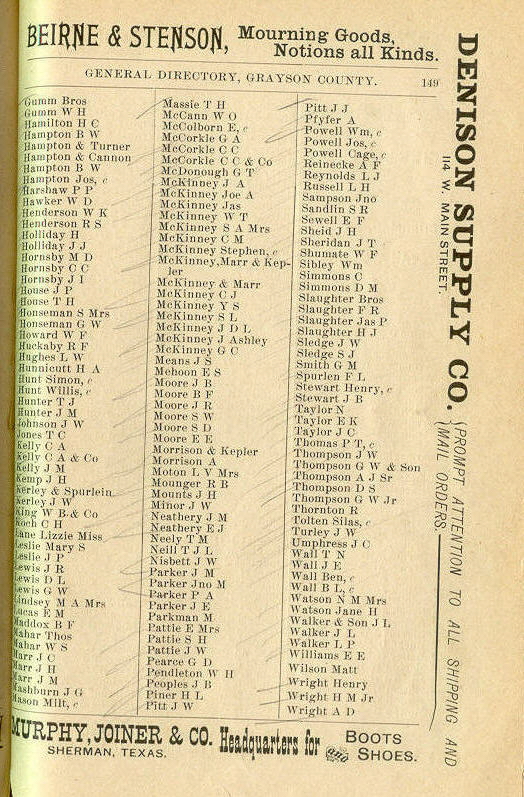 BEIRNE & STENSON, Mourning Goods,
Notions all Kinds.
GENERAL DIRECTORY, GRAYSON COUNTY. 149
Gumm Bros
Gumm W H
Hamilton H C
Hampton B W
Hampton & Turner
Hampton & Cannon
Hampton B W
Hampton Jos, c
Harshaw P P
Hawker W D
Henderson W K
Henderson R S
Holliday H
Holliday J J
Hornsby M D
Hornsby C C
Hornsby J I
House J P
House T H
Honseman S Mrs
Honseman G W
Howard W F
Huckaby R F
Hughes L W
Hunnicutt H A
Hunt Simon, c
Hunt Willis, c
Hunter T J
Hunter J M
Johnson J W
Jones T C
Kelly C A
Kelly C A & Co
Kelly J M
Kemp J H
Kerley & Spurlein
Kerley J W
King W B & Co
Koch C H
Lane Lizzie Miss
Leslie Mary S
Leslie J P
Lewis J R
Lewis D L
Lewis G W
Lindsey M A Mrs
Lucas E M
Maddox B F
Mahar Thos
Mahar W S
Marr J C
Marr J H
Marr J M
Mashburn J G
Mason Milt, c
Massie T H
McCann W O
McColborn E, c
McCorkle G A
McCorkle C C
McCorkle C C & Co
McDonough G T
McKinney J A
McKinney Joe A
McKinney Jas
McKinney W T
McKinney S A Mrs
McKinney C M
McKinney Stephen, c
McKinney, Marr & Kep-
ler
McKinney & Marr
McKinney C J
McKinney Y S
McKinney S L
McKinney J D L
McKinney J Ashley
McKinney G C
Means J S
Mehoon E S
Moore J B
Moore B F
Moore J R
Moore S W
Moore S D
Moore E E
Morrison & Kepler
Morrison A
Moton L V Mrs
Mounger R B
Mounts J H
Minor J W
Neathery J M
Neathery E J
Neely T M
Neill T J L
Nisbett J W
Parker J M
Parker Jno M
Parker P A
Parker J E
Parkman M
Pattie E Mrs
Pattie S H
Pattie J W
Pearce G D
Pendleton W H
Peoples J B
Piner H L
Pitt J W
Pitt J J
Pfyfer A
Powell Wm, c
Powell Jos, c
Powell Cage, c
Reinecke A F
Reynolds L J
Russell L H
Sampson Jno
Sandlin S R
Sewell E F
Sheid J H
Sheridan J T
Shumate W F
Sibley Wm
Simmons C
Simmons D M
Slaughter Bros
Slaughter F R
Slaughter Jas P
Slaughter H J
Sledge J W
Sledge S J
Smith G M
Spurlen F L
Stewart Henry, c
Stewart J B
Taylor N
Taylor E K
Taylor J C
Thomas P T, c
Thompson J W
Thompson G W & Son
Thompson A J Sr
Thompson D S
Thompson G W Jr
Thornton R
Tolten Silas, c
Turley J W
Umphress J C
Wall T N
Wall J E
Wall Ben, c
Wall B L, c
Watson N M Mrs
Watson Jane H
Walker & Son J L
Walker J L
Walker L P
Williams E E
Wilson Matt
Wright Henry
Wright H M Jr
Wright A D
DENISON SUPPLY CO.
114 W. MAIN STREET.
PROMPT ATTENTION TO ALL SHIPPING AND
MAIL ORDERS.
MURPHY, JOINER & CO. Headquarters for BOOTS
SHERMAN, TEXAS. and SHOES.